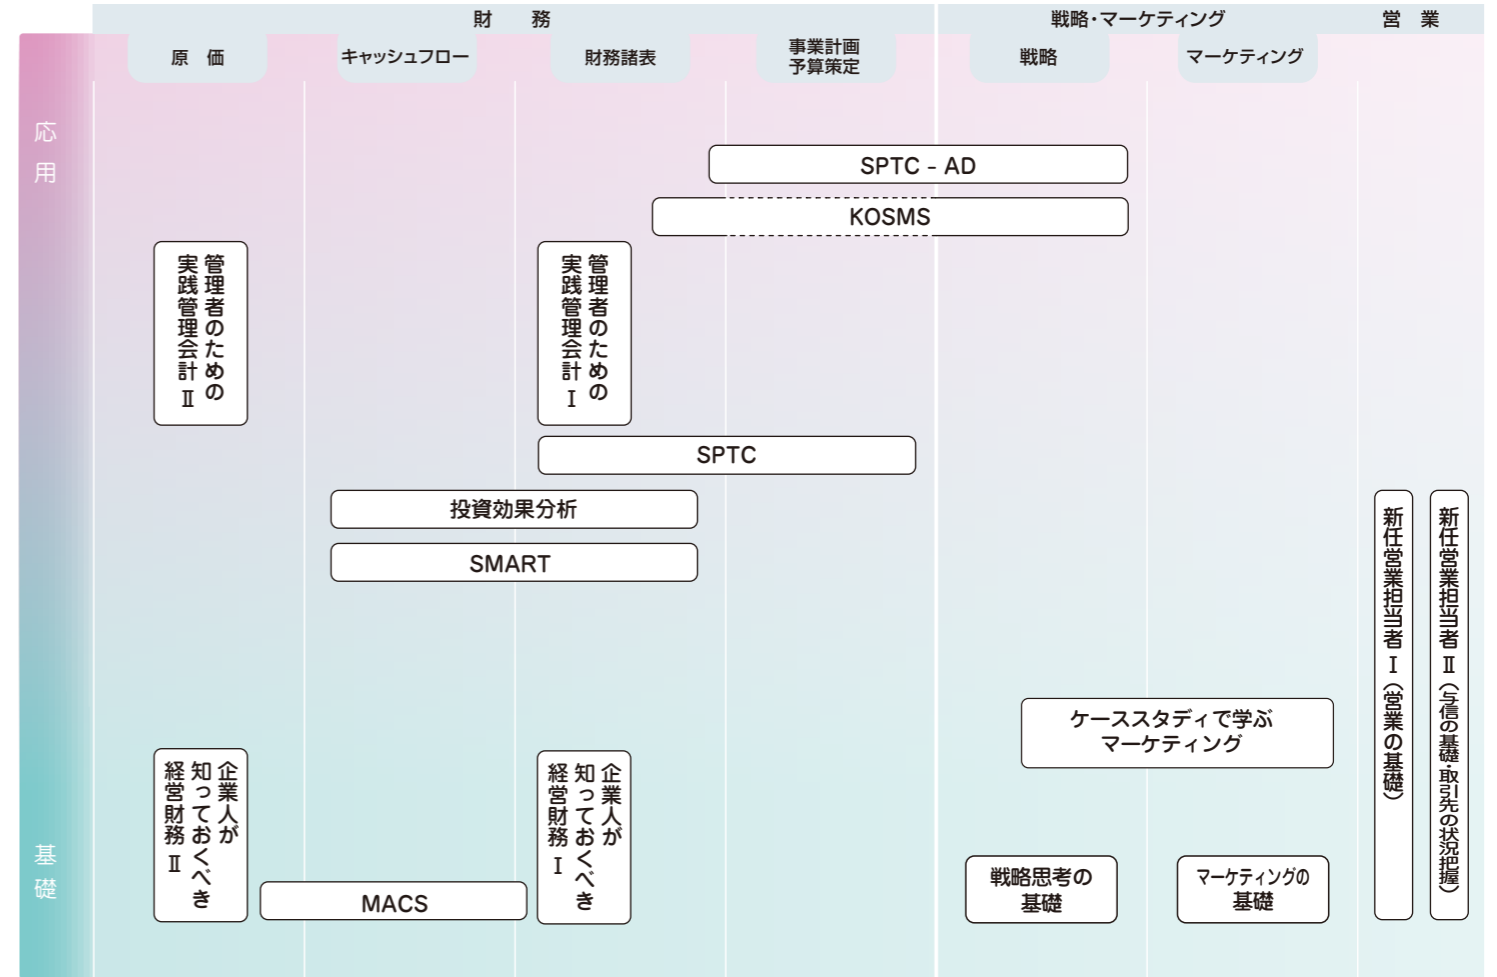 財　務
戦略・マーケティング
営　業
原　価
キャッシュフロー
財務諸表
事業計画
予算策定
戦略
マーケティング
応用
SPTC - AD
KOSMS
管理者のための
実践管理会計 Ⅱ
管理者のための
実践管理会計 Ⅰ
SPTC
投資効果分析
SMART
新任営業担当者 Ⅰ（営業の基礎）
新任営業担当者 Ⅱ（与信の基礎・取引先の状況把握）
ケーススタディで学ぶ
マーケティング
企業人が
知っておくべき
経営財務 Ⅱ
企業人が
知っておくべき
経営財務 Ⅰ
基礎
MACS
戦略思考の
基礎
マーケティングの
基礎